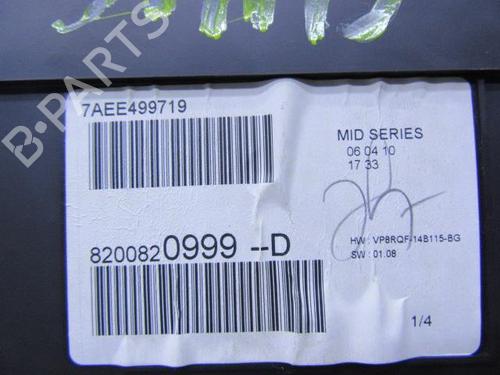 B-PARTS
7AEE499719
MID SERIES
06 04 10
17 33
HW : VP8RQF-14B115-BG
SW : 01.08
8200820999 --D
1/4